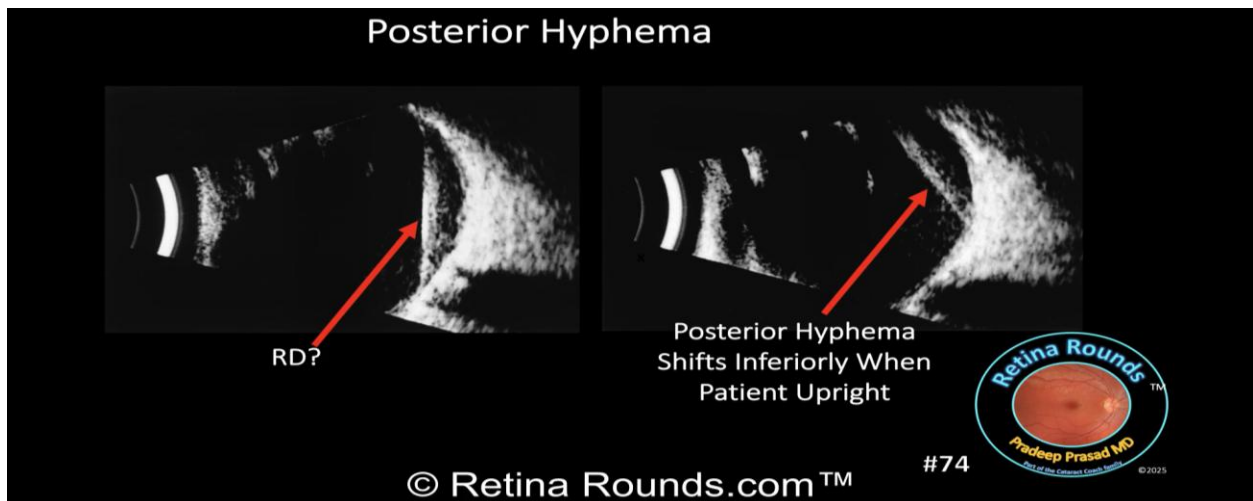 Posterior Hyphema
RD?
Posterior Hyphema
Shifts Inferiorly When
Patient Upright
Retina Rounds
TM
Pradeep Prasad MD
Part of the Cataract Coach family
#74
©2025
© Retina Rounds.com™